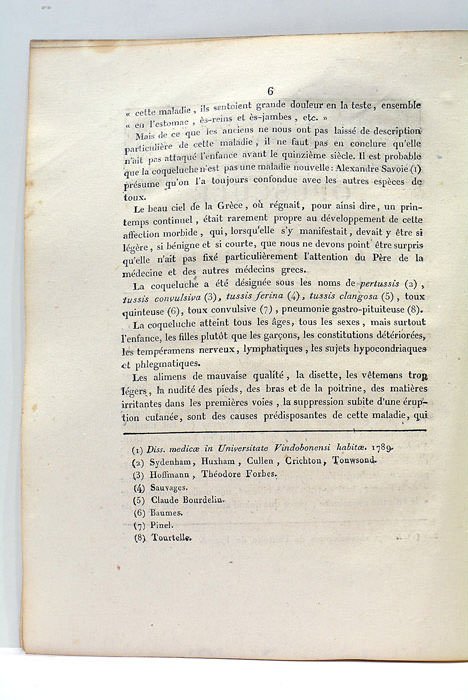 6
« cette maladie, ils sentoient grande douleur en la teste, ensemble
« en l'estomac, ès-reins et ès-jambes, etc. »
Mais de ce que les anciens ne nous ont pas laissé de description
particulière de cette maladie, il ne faut pas en conclure qu'elle
n'ait pas attaqué l'enfance avant le quinzième siècle. Il est probable
que la coqueluche n'est pas une maladie nouvelle: Alexandre Savoie (1)
présume qu'on l'a toujours confondue avec les autres espèces de
toux.
Le beau ciel de la Grèce, où régnait, pour ainsi dire, un prin-
temps continuel, était rarement propre au développement de cette
affection morbide, qui, lorsqu'elle s'y manifestait, devait y être si
légère, si bénigne et si courte, que nous ne devons point être surpris
qu'elle n'ait pas fixé particulièrement l'attention du Père de la
médecine et des autres médecins grecs.
La coqueluche a été désignée sous les noms de pertussis (2),
tussis convulsiva (3), tussis ferina (4), tussis clangosa (5), toux
quinteuse (6), toux convulsive (7), pneumonie gastro-pituiteuse (8).
La coqueluche atteint tous les âges, tous les sexes, mais surtout
l'enfance, les filles plutôt que les garçons, les constitutions détériorées,
les tempéramens nerveux, lymphatiques, les sujets hypocondriaques
et phlegmatiques.
Les alimens de mauvaise qualité, la disette, les vêtemens trop
légers, la nudité des pieds, des bras et de la poitrine, des matières
irritantes dans les premières voies, la suppression subite d'une érup-
tion cutanée, sont des causes prédisposantes de cette maladie, qui
(1) Diss. medicæ in Universitate Vindobonensi habitæ. 1789.
(2) Sydenham, Huxham, Cullen, Crichton, Tonwsond.
(3) Hoffmann, Théodore Forbes.
(4) Sauvages.
(5) Claude Bourdelin.
(6) Baumes.
(7) Pinel.
(8) Tourtelle.